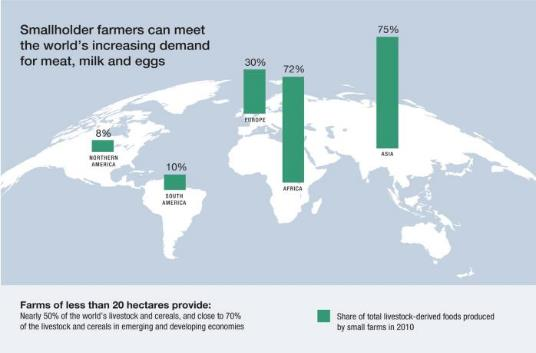 Smallholder farmers can meet
the world's increasing demand
for meat, milk and eggs
75%
30%
72%
EUROPE
8%
NORTHERN
AMERICA
ASIA
10%
AFRICA
SOUTH
AMERICA
Farms of less than 20 hectares provide:
Nearly 50% of the world's livestock and cereals, and close to 70%
of the livestock and cereals in emerging and developing economies
Share of total livestock-derived foods produced
by small farms in 2010